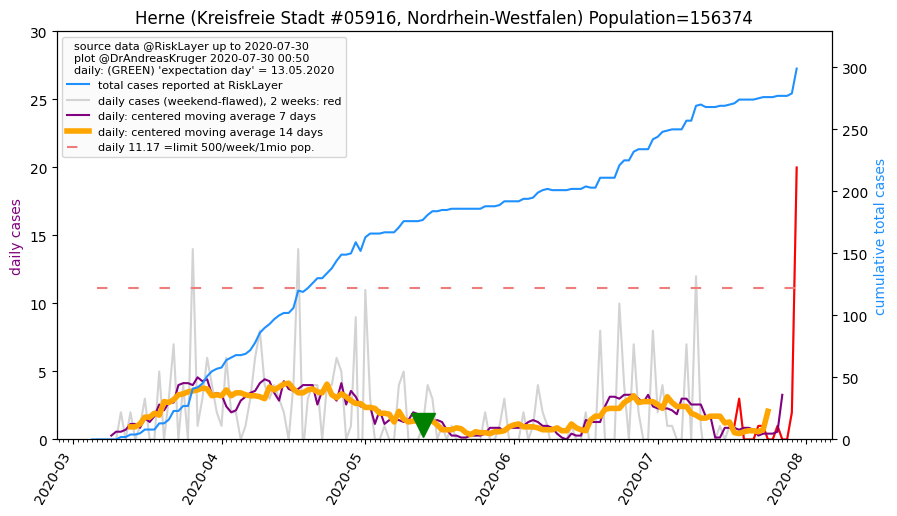 Herne (Kreisfreie Stadt #05916, Nordrhein-Westfalen) Population=156374
source data @RiskLayer up to 2020-07-30
plot @DrAndreasKruger 2020-07-30 00:50
daily: (GREEN) 'expectation day' = 13.05.2020
total cases reported at RiskLayer
daily cases (weekend-flawed), 2 weeks: red
daily: centered moving average 7 days
daily: centered moving average 14 days
daily 11.17 =limit 500/week/1mio pop.
daily cases
30
25
20
15
10
5
0
cumulative total cases
300
250
200
150
100
50
0
2020-03
2020-04
2020-05
2020-06
2020-07
2020-08